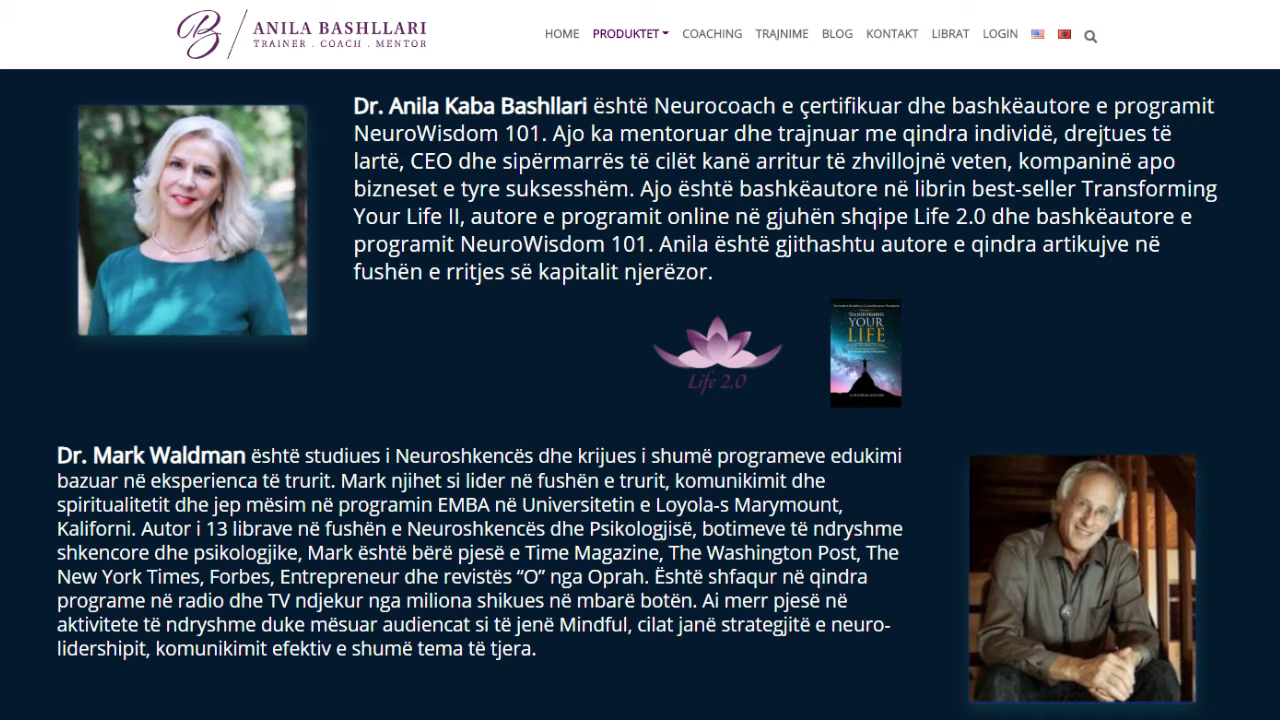 ANILA BASHLLARI
TRAINER . COACH . MENTOR
HOME PRODUKTET COACHING TRAJNIME BLOG KONTAKT LIBRAT LOGIN
Dr. Anila Kaba Bashllari është Neurocoach e çertifikuar dhe bashkëautore e programit
NeuroWisdom 101. Ajo ka mentoruar dhe trajnuar me qindra individë, drejtues të
lartë, CEO dhe sipërmarrës të cilët kanë arritur të zhvillojnë veten, kompaninë apo
bizneset e tyre suksesshëm. Ajo është bashkëautore në librin best-seller Transforming
Your Life II, autore e programit online në gjuhën shqipe Life 2.0 dhe bashkëautore e
programit NeuroWisdom 101. Anila është gjithashtu autore e qindra artikujve në
fushën e rritjes së kapitalit njerëzor.
Life 2.0
TRANSFORMING
YOUR
LIFE
Dr. Mark Waldman është studiues i Neuroshkencës dhe krijues i shumë programeve edukimi
bazuar në eksperienca të trurit. Mark njihet si lider në fushën e trurit, komunikimit dhe
spiritualitetit dhe jep mësim në programin EMBA në Universitetin e Loyola-s Marymount,
Kaliforni. Autor i 13 librave në fushën e Neuroshkencës dhe Psikologjisë, botimeve të ndryshme
shkencore dhe psikologjike, Mark është bërë pjesë e Time Magazine, The Washington Post, The
New York Times, Forbes, Entrepreneur dhe revistës “O” nga Oprah. Është shfaqur në qindra
programe në radio dhe TV ndjekur nga miliona shikues në mbarë botën. Ai merr pjesë në
aktivitete të ndryshme duke mësuar audiencat si të jenë Mindful, cilat janë strategjitë e neuro-
lidershipit, komunikimit efektiv e shumë tema të tjera.